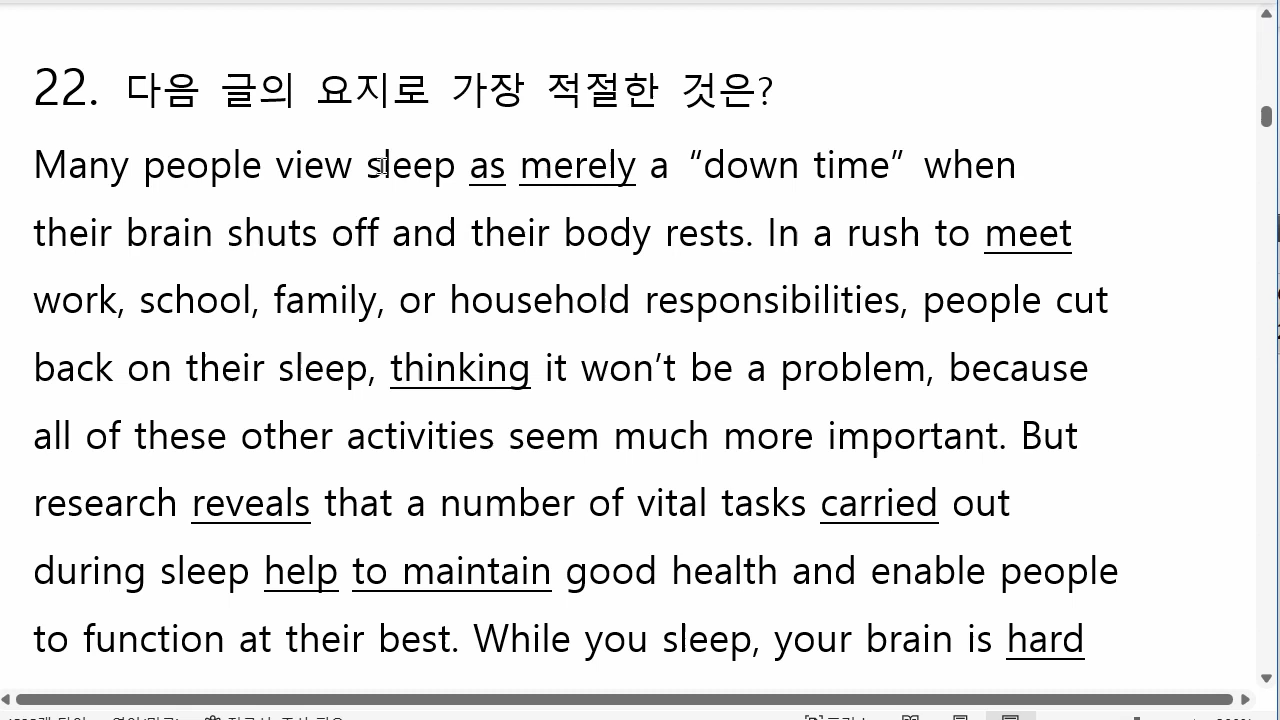 22. 다음 글의 요지로 가장 적절한 것은?
Many people view sleep as merely a “down time” when
their brain shuts off and their body rests. In a rush to meet
work, school, family, or household responsibilities, people cut
back on their sleep, thinking it won’t be a problem, because
all of these other activities seem much more important. But
research reveals that a number of vital tasks carried out
during sleep help to maintain good health and enable people
to function at their best. While you sleep, your brain is hard